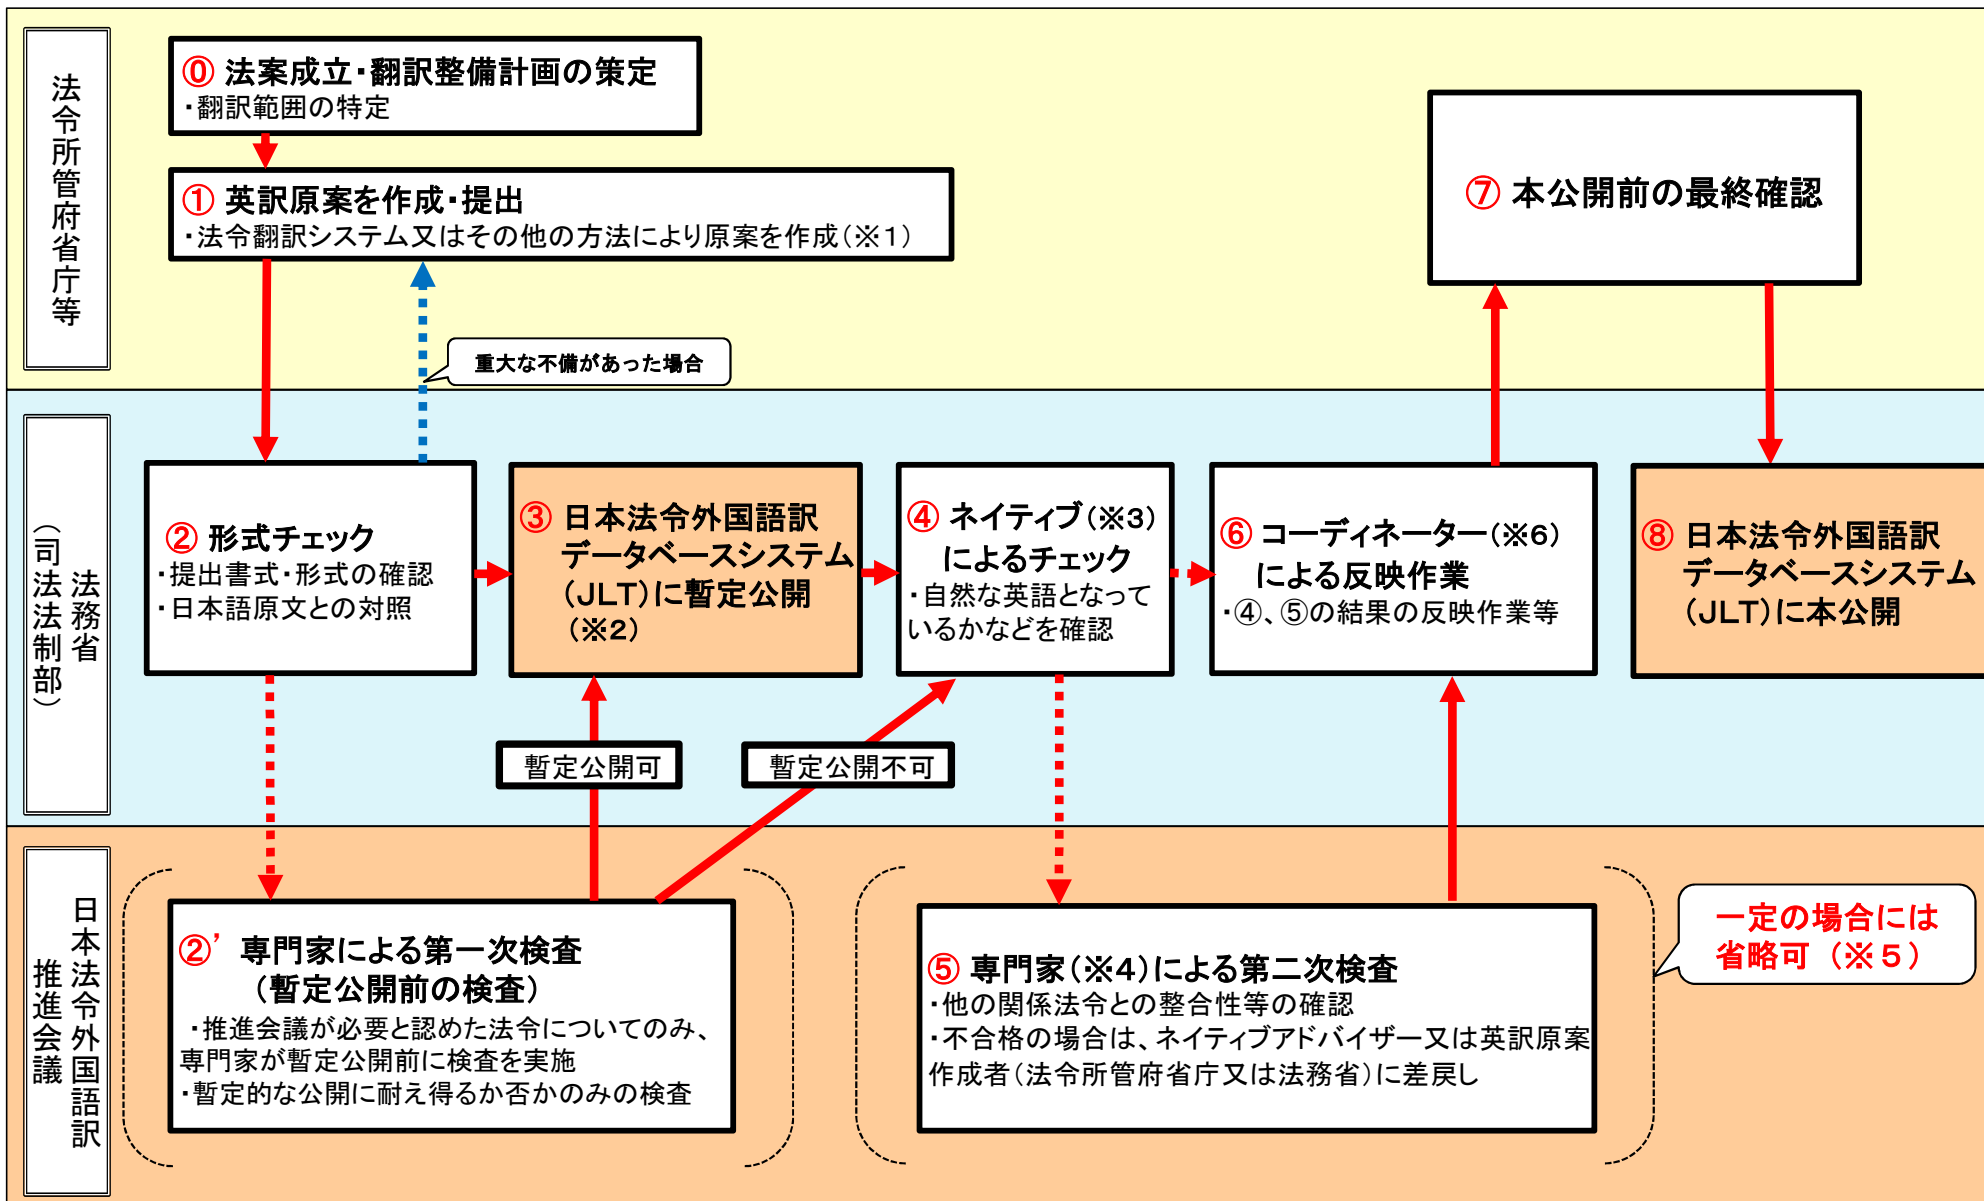 法令所管府省庁等
⓪ 法案成立・翻訳整備計画の策定
・翻訳範囲の特定
① 英訳原案を作成・提出
・法令翻訳システム又はその他の方法により原案を作成（※１）
重大な不備があった場合
⑦ 本公開前の最終確認
法務省
（司法法制部）
② 形式チェック
・提出書式・形式の確認
・日本語原文との対照
③ 日本法令外国語訳
データベースシステム
(JLT)に暫定公開
(※2)
④ ネイティブ(※3)
によるチェック
・自然な英語となって
いるかなどを確認
⑥ コーディネーター(※6)
による反映作業
・④、⑤の結果の反映作業等
⑧ 日本法令外国語訳
データベースシステム
(JLT)に本公開
暫定公開可
暫定公開不可
日本法令外国語訳
推進会議
②’ 専門家による第一次検査
（暫定公開前の検査）
・推進会議が必要と認めた法令についてのみ、
専門家が暫定公開前に検査を実施
・暫定的な公開に耐え得るか否かのみの検査
⑤ 専門家(※4)による第二次検査
・他の関係法令との整合性等の確認
・不合格の場合は、ネイティブアドバイザー又は英訳原案
作成者（法令所管府省庁又は法務省）に差戻し
一定の場合には
省略可（※５）